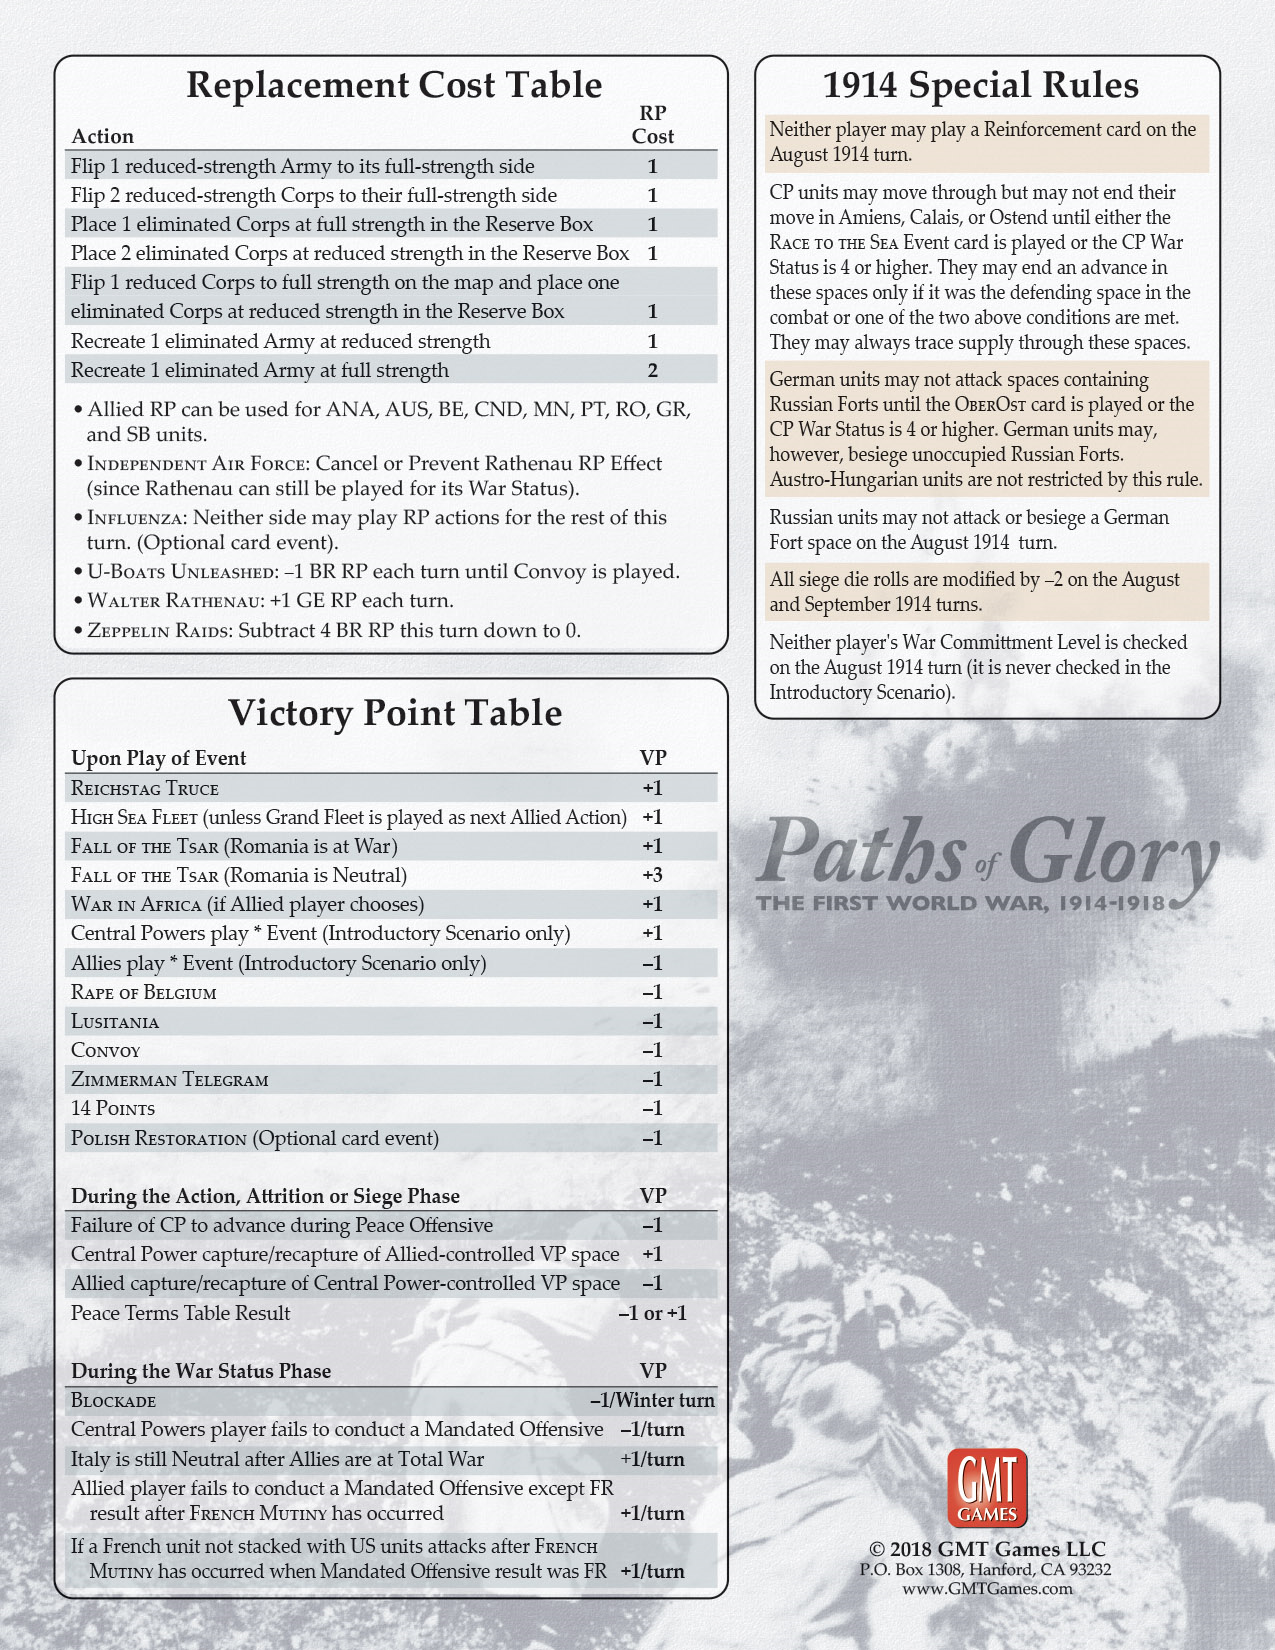 Replacement Cost Table
RP
Action Cost
Flip 1 reduced-strength Army to its full-strength side 1
Flip 2 reduced-strength Corps to their full-strength side 1
Place 1 eliminated Corps at full strength in the Reserve Box 1
Place 2 eliminated Corps at reduced strength in the Reserve Box 1
Flip 1 reduced Corps to full strength on the map and place one
eliminated Corps at reduced strength in the Reserve Box 1
Recreate 1 eliminated Army at reduced strength 1
Recreate 1 eliminated Army at full strength 2
• Allied RP can be used for ANA, AUS, BE, CND, MN, PT, RO, GR,
and SB units.
• Independent Air Force: Cancel or Prevent Rathenau RP Effect
(since Rathenau can still be played for its War Status).
• Influenza: Neither side may play RP actions for the rest of this
turn. (Optional card event).
• U-Boats Unleashed: –1 BR RP each turn until Convoy is played.
• Walter Rathenau: +1 GE RP each turn.
• Zeppelin Raids: Subtract 4 BR RP this turn down to 0.
Victory Point Table
Upon Play of Event VP
Reichstag Truce +1
High Sea Fleet (unless Grand Fleet is played as next Allied Action) +1
Fall of the Tsar (Romania is at War) +1
Fall of the Tsar (Romania is Neutral) +3
War in Africa (if Allied player chooses) +1
Central Powers play * Event (Introductory Scenario only) +1
Allies play * Event (Introductory Scenario only) –1
Rape of Belgium –1
Lusitania –1
Convoy –1
Zimmerman Telegram –1
14 Points –1
Polish Restoration (Optional card event) –1
During the Action, Attrition or Siege Phase VP
Failure of CP to advance during Peace Offensive –1
Central Power capture/recapture of Allied-controlled VP space +1
Allied capture/recapture of Central Power-controlled VP space –1
Peace Terms Table Result –1 or +1
During the War Status Phase VP
Blockade –1/Winter turn
Central Powers player fails to conduct a Mandated Offensive –1/turn
Italy is still Neutral after Allies are at Total War +1/turn
Allied player fails to conduct a Mandated Offensive except FR
result after French Mutiny has occurred +1/turn
If a French unit not stacked with US units attacks after French
Mutiny has occurred when Mandated Offensive result was FR +1/turn
1914 Special Rules
Neither player may play a Reinforcement card on the
August 1914 turn.
CP units may move through but may not end their
move in Amiens, Calais, or Ostend until either the
Race to the Sea Event card is played or the CP War
Status is 4 or higher. They may end an advance in
these spaces only if it was the defending space in the
combat or one of the two above conditions are met.
They may always trace supply through these spaces.
German units may not attack spaces containing
Russian Forts until the OberOst card is played or the
CP War Status is 4 or higher. German units may,
however, besiege unoccupied Russian Forts.
Austro-Hungarian units are not restricted by this rule.
Russian units may not attack or besiege a German
Fort space on the August 1914 turn.
All siege die rolls are modified by –2 on the August
and September 1914 turns.
Neither player's War Committment Level is checked
on the August 1914 turn (it is never checked in the
Introductory Scenario).
Paths of Glory
THE FIRST WORLD WAR, 1914-1918
GMT
GAMES
© 2018 GMT Games LLC
P.O. Box 1308, Hanford, CA 93232
www.GMTGames.com